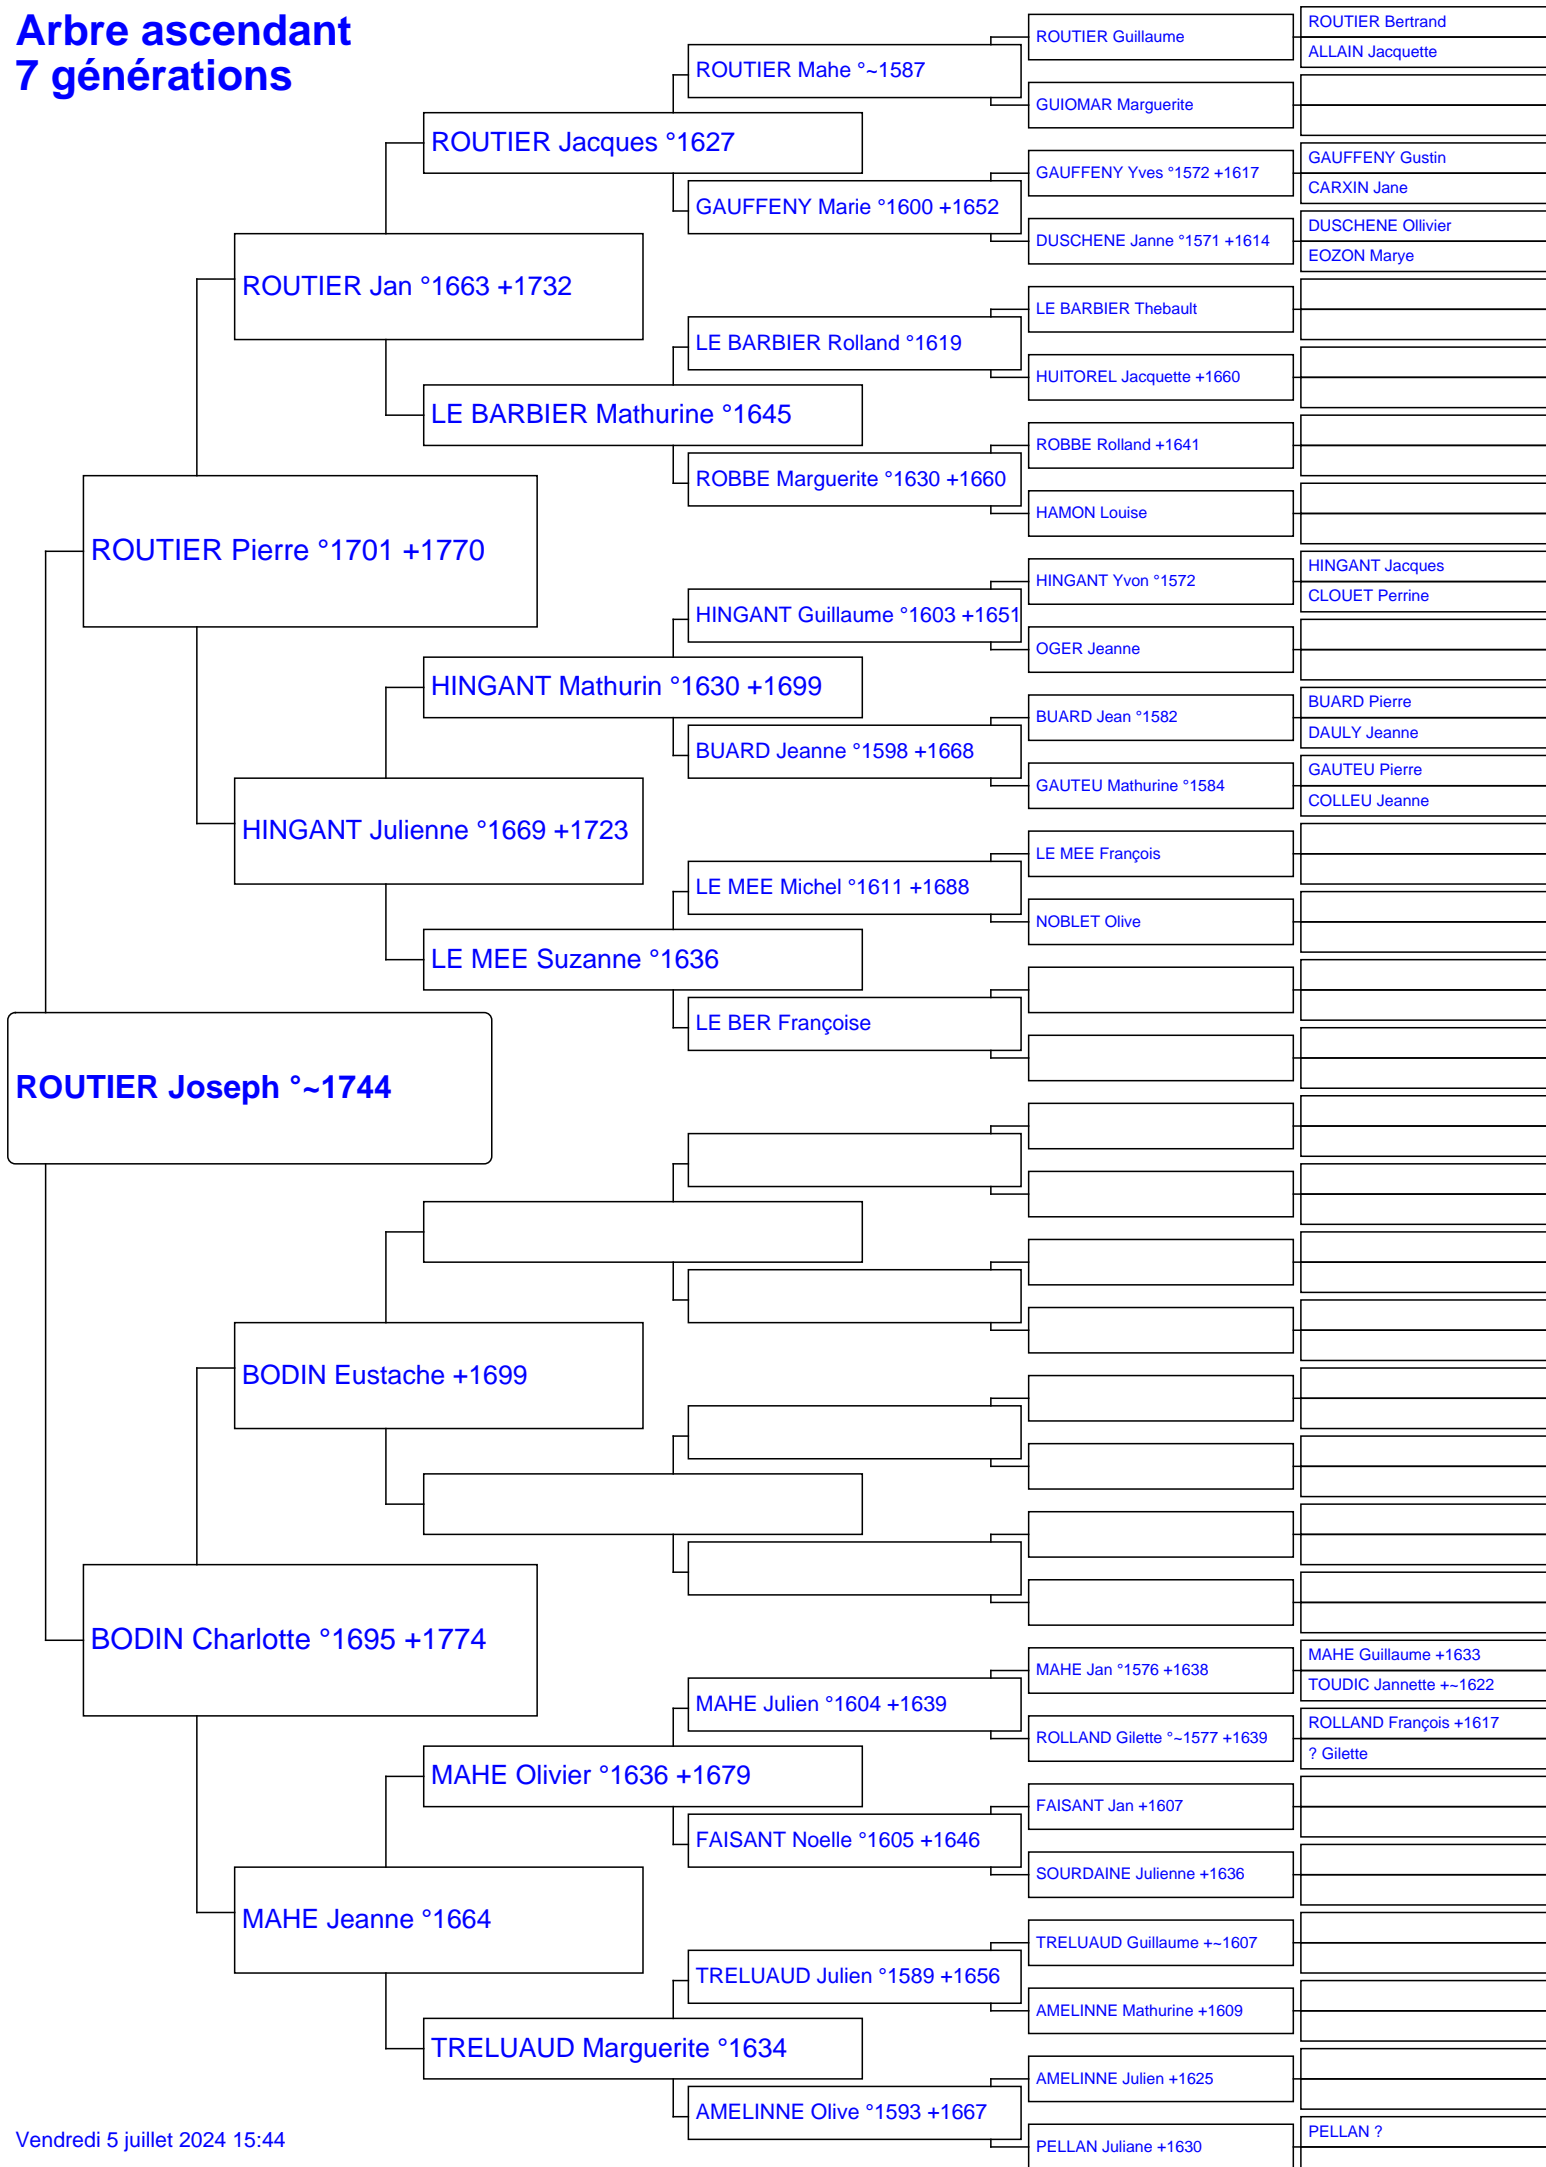 Arbre ascendant
7 générations
ROUTIER Joseph °~1744
ROUTIER Pierre °1701 +1770
BODIN Charlotte °1695 +1774
ROUTIER Jan °1663 +1732
HINGANT Julienne °1669 +1723
BODIN Eustache +1699
MAHE Jeanne °1664
ROUTIER Jacques °1627
LE BARBIER Mathurine °1645
HINGANT Mathurin °1630 +1699
LE MEE Suzanne °1636
MAHE Olivier °1636 +1679
TRELUAUD Marguerite °1634
ROUTIER Mahe °~1587
GAUFFENY Marie °1600 +1652
LE BARBIER Rolland °1619
ROBBE Marguerite °1630 +1660
HINGANT Guillaume °1603 +1651
BUARD Jeanne °1598 +1668
LE MEE Michel °1611 +1688
LE BER Françoise
MAHE Julien °1604 +1639
FAISANT Noelle °1605 +1646
TRELUAUD Julien °1589 +1656
AMELINNE Olive °1593 +1667
ROUTIER Guillaume
GUIOMAR Marguerite
GAUFFENY Yves °1572 +1617
DUSCHENE Janne °1571 +1614
LE BARBIER Thebault
HUITOREL Jacquette +1660
ROBBE Rolland +1641
HAMON Louise
HINGANT Yvon °1572
OGER Jeanne
BUARD Jean °1582
GAUTEU Mathurine °1584
LE MEE François
NOBLET Olive
MAHE Jan °1576 +1638
ROLLAND Gilette °~1577 +1639
FAISANT Jan +1607
SOURDAINE Julienne +1636
TRELUAUD Guillaume +~1607
AMELINNE Mathurine +1609
AMELINNE Julien +1625
PELLAN Juliane +1630
ROUTIER Bertrand
ALLAIN Jacquette
GAUFFENY Gustin
CARXIN Jane
DUSCHENE Ollivier
EOZON Marye
HINGANT Jacques
CLOUET Perrine
BUARD Pierre
DAULY Jeanne
GAUTEU Pierre
COLLEU Jeanne
MAHE Guillaume +1633
TOUDIC Jannette +~1622
ROLLAND François +1617
? Gilette
PELLAN ?
Vendredi 5 juillet 2024 15:44